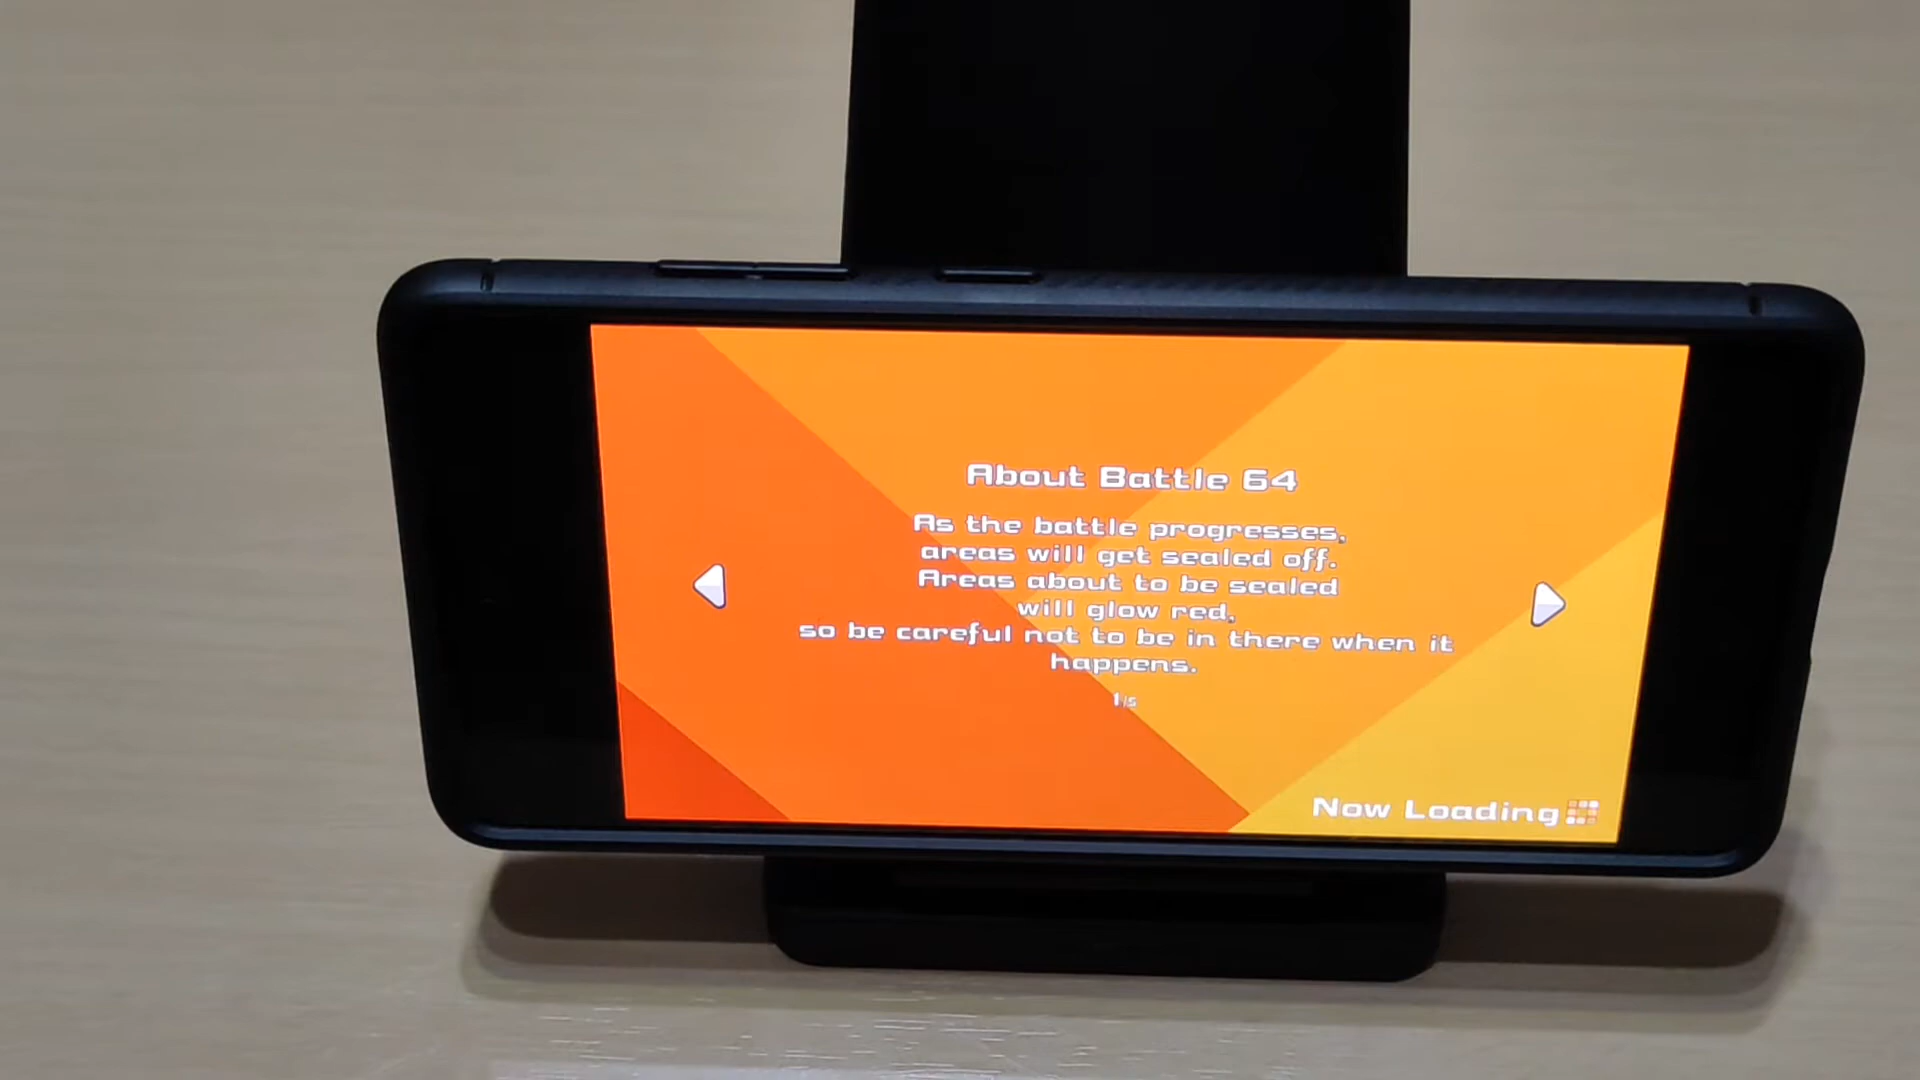 About Battle 64
As the battle progresses,
areas will get sealed off.
Areas about to be sealed
will glow red,
so be careful not to be in there when it
happens.
1/5
Now Loading